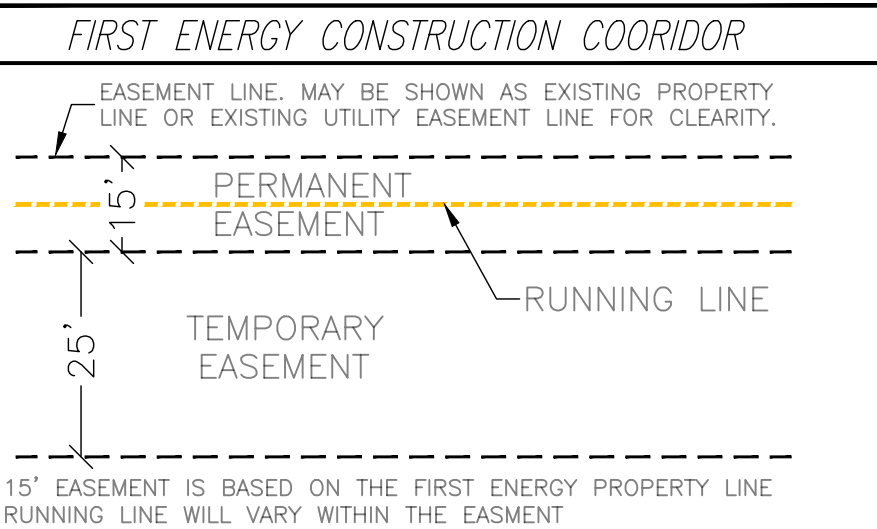 FIRST ENERGY CONSTRUCTION COORIDOR
EASEMENT LINE. MAY BE SHOWN AS EXISTING PROPERTY
LINE OR EXISTING UTILITY EASEMENT LINE FOR CLEARITY.
15'
PERMANENT
EASEMENT
RUNNING LINE
25'
TEMPORARY
EASEMENT
15' EASEMENT IS BASED ON THE FIRST ENERGY PROPERTY LINE
RUNNING LINE WILL VARY WITHIN THE EASMENT